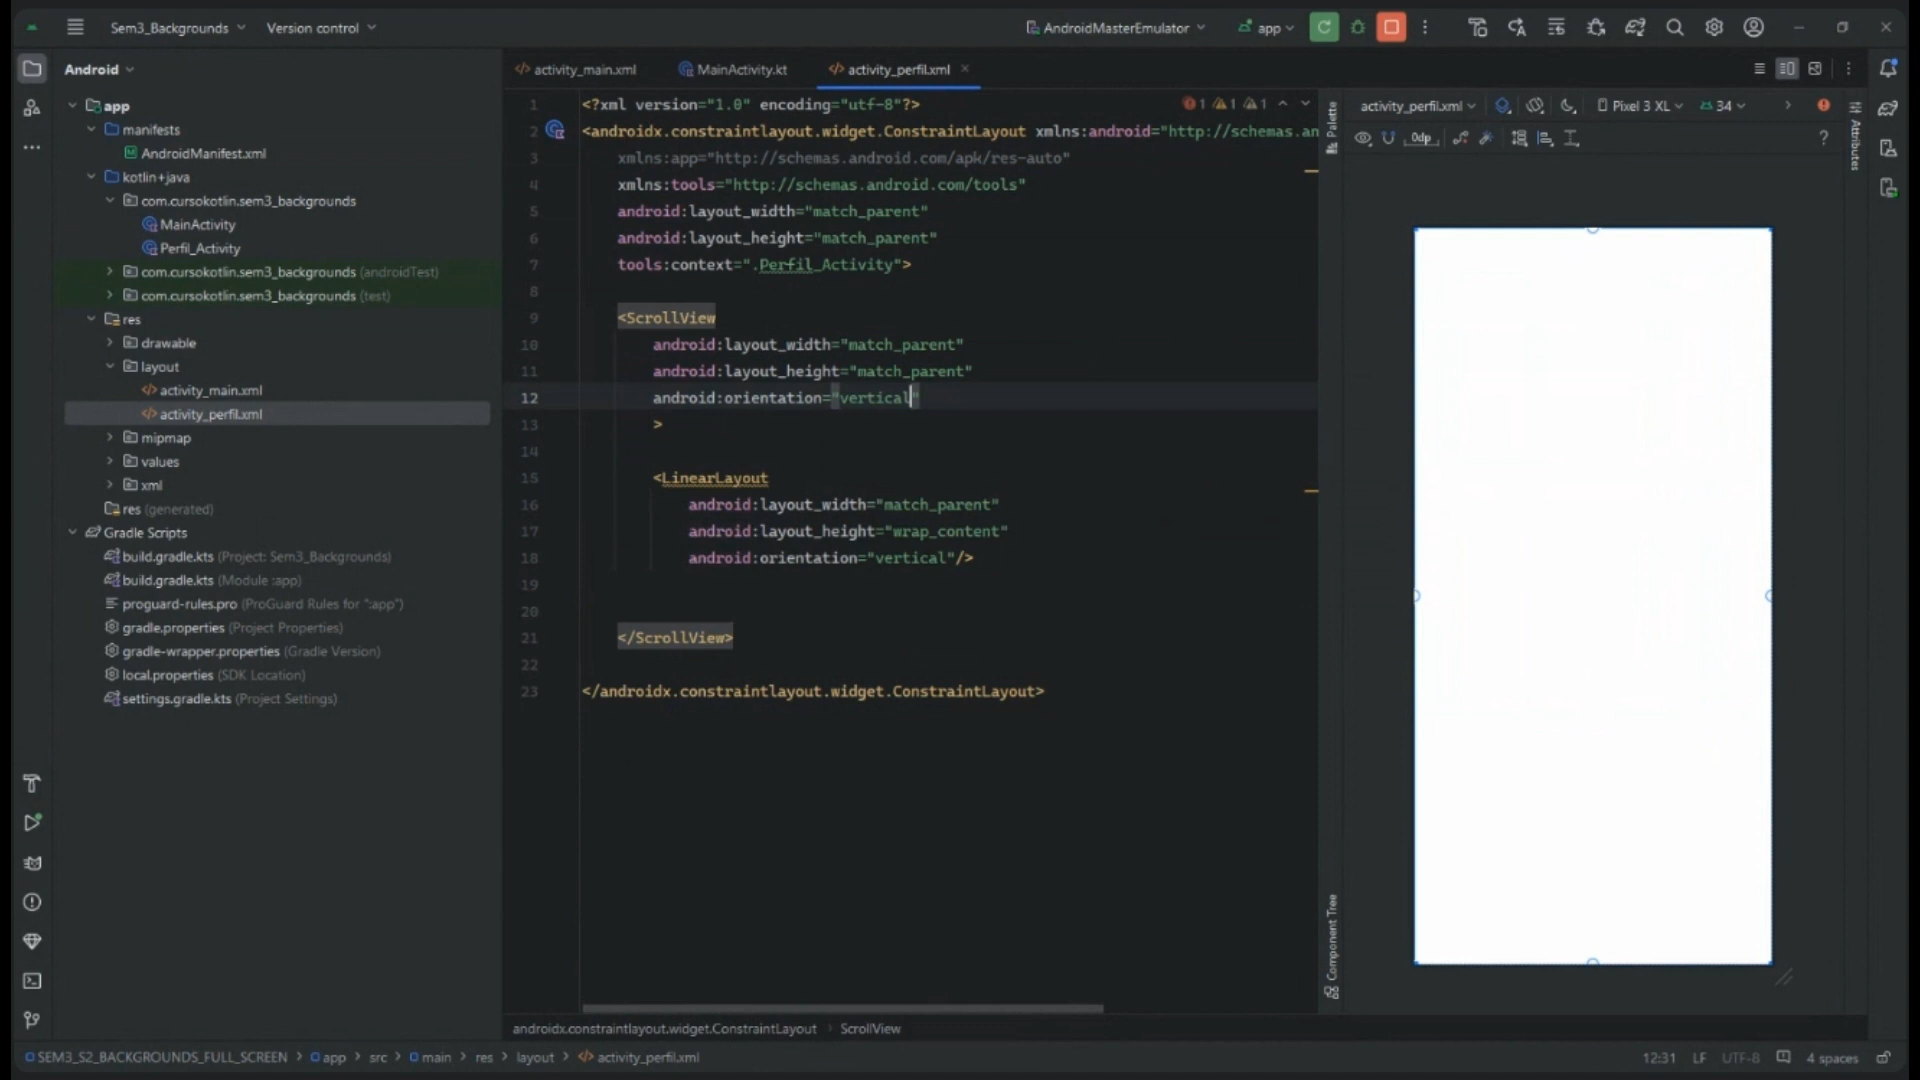 Sem3_Backgrounds
Version control
AndroidMasterEmulator
app
Android
app
manifests
AndroidManifest.xml
kotlin+java
com.cursokotlin.sem3_backgrounds
MainActivity
Perfil_Activity
com.cursokotlin.sem3_backgrounds (androidTest)
com.cursokotlin.sem3_backgrounds (test)
res
drawable
layout
activity_main.xml
activity_perfil.xml
mipmap
values
xml
res (generated)
Gradle Scripts
build.gradle.kts (Project: Sem3_Backgrounds)
build.gradle.kts (Module :app)
proguard-rules.pro (ProGuard Rules for ":app")
gradle.properties (Project Properties)
gradle-wrapper.properties (Gradle Version)
local.properties (SDK Location)
settings.gradle.kts (Project Settings)
activity_main.xml
MainActivity.kt
activity_perfil.xml
1 <?xml version="1.0" encoding="utf-8"?>
1 1 1
2 <androidx.constraintlayout.widget.ConstraintLayout xmlns:android="http://schemas.an
3 xmlns:app="http://schemas.android.com/apk/res-auto"
4 xmlns:tools="http://schemas.android.com/tools"
5 android:layout_width="match_parent"
6 android:layout_height="match_parent"
7 tools:context=".Perfil_Activity">
8
9 <ScrollView
10 android:layout_width="match_parent"
11 android:layout_height="match_parent"
12 android:orientation="vertical"
13 >
14
15 <LinearLayout
16 android:layout_width="match_parent"
17 android:layout_height="wrap_content"
18 android:orientation="vertical"/>
19
20
21 </ScrollView>
22
23 </androidx.constraintlayout.widget.ConstraintLayout>
Palette
activity_perfil.xml
Pixel 3 XL
34
0dp
?
Attributes
Component Tree
androidx.constraintlayout.widget.ConstraintLayout
ScrollView
SEM3_S2_BACKGROUNDS_FULL_SCREEN > app > src > main > res > layout > activity_perfil.xml
12:31 LF UTF-8 4 spaces